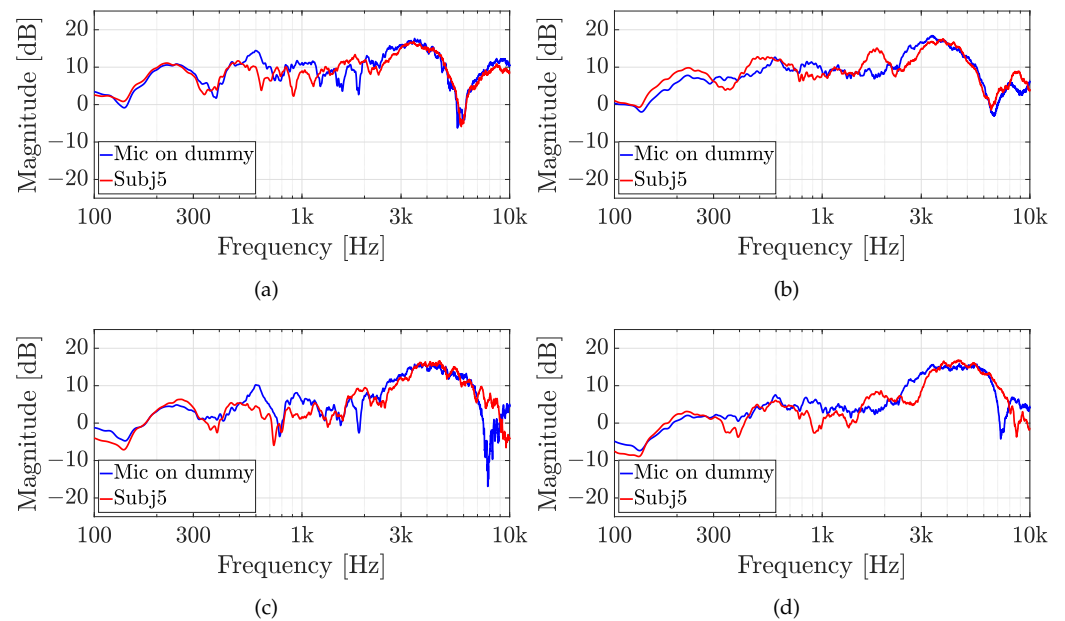 Magnitude [dB]
20
10
0
−10
−20
Mic on dummy
Subj5
100 300 1k 3k 10k
Frequency [Hz]
(a)
Magnitude [dB]
20
10
0
−10
−20
Mic on dummy
Subj5
100 300 1k 3k 10k
Frequency [Hz]
(b)
Magnitude [dB]
20
10
0
−10
−20
Mic on dummy
Subj5
100 300 1k 3k 10k
Frequency [Hz]
(c)
Magnitude [dB]
20
10
0
−10
−20
Mic on dummy
Subj5
100 300 1k 3k 10k
Frequency [Hz]
(d)